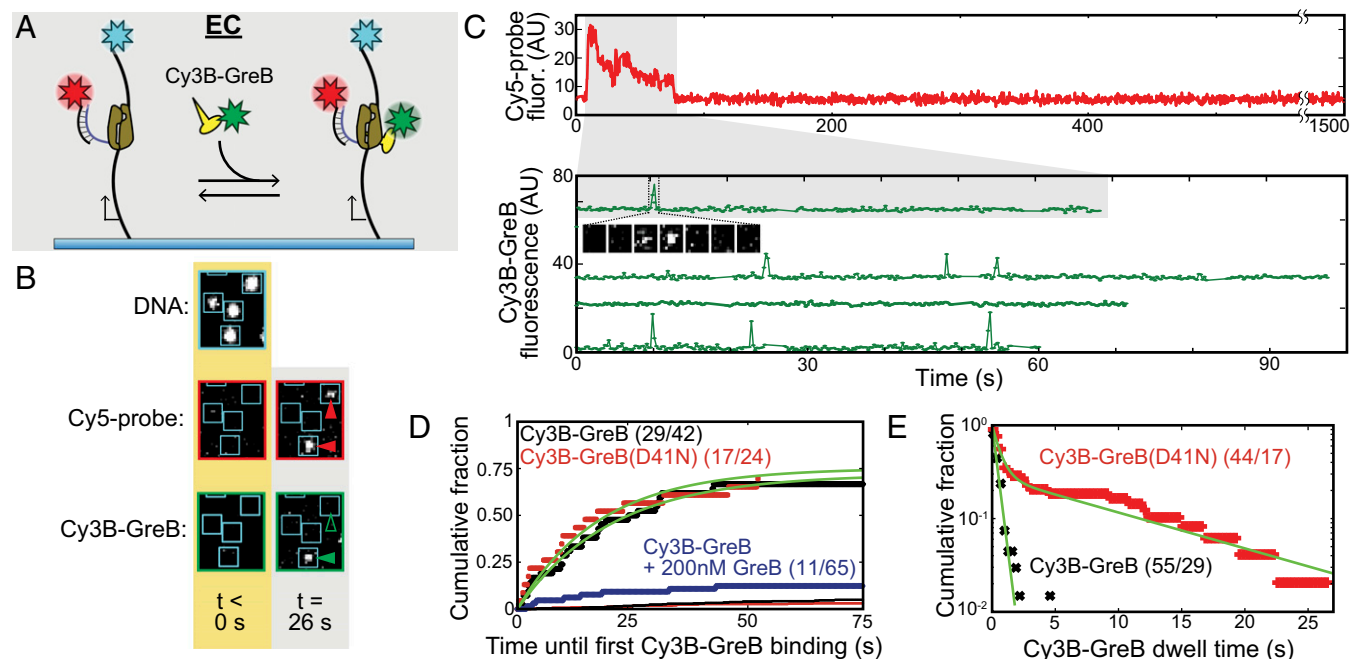 A
EC
Cy3B-GreB
B
DNA:
Cy5-probe:
Cy3B-GreB:
t <
0 s
t =
26 s
C
Cy5-probe
fluor. (AU)
30
20
10
0
0
200
400
1500
Cy3B-GreB
fluorescence (AU)
80
40
0
30
60
90
Time (s)
D
Cumulative fraction
1
0.75
0.50
0.25
0
Cy3B-GreB (29/42)
Cy3B-GreB(D41N) (17/24)
Cy3B-GreB
+ 200nM GreB (11/65)
0
25
50
75
Time until first Cy3B-GreB binding (s)
E
Cumulative fraction
10⁰
10⁻¹
10⁻²
Cy3B-GreB(D41N) (44/17)
Cy3B-GreB (55/29)
0
5
10
15
20
25
Cy3B-GreB dwell time (s)